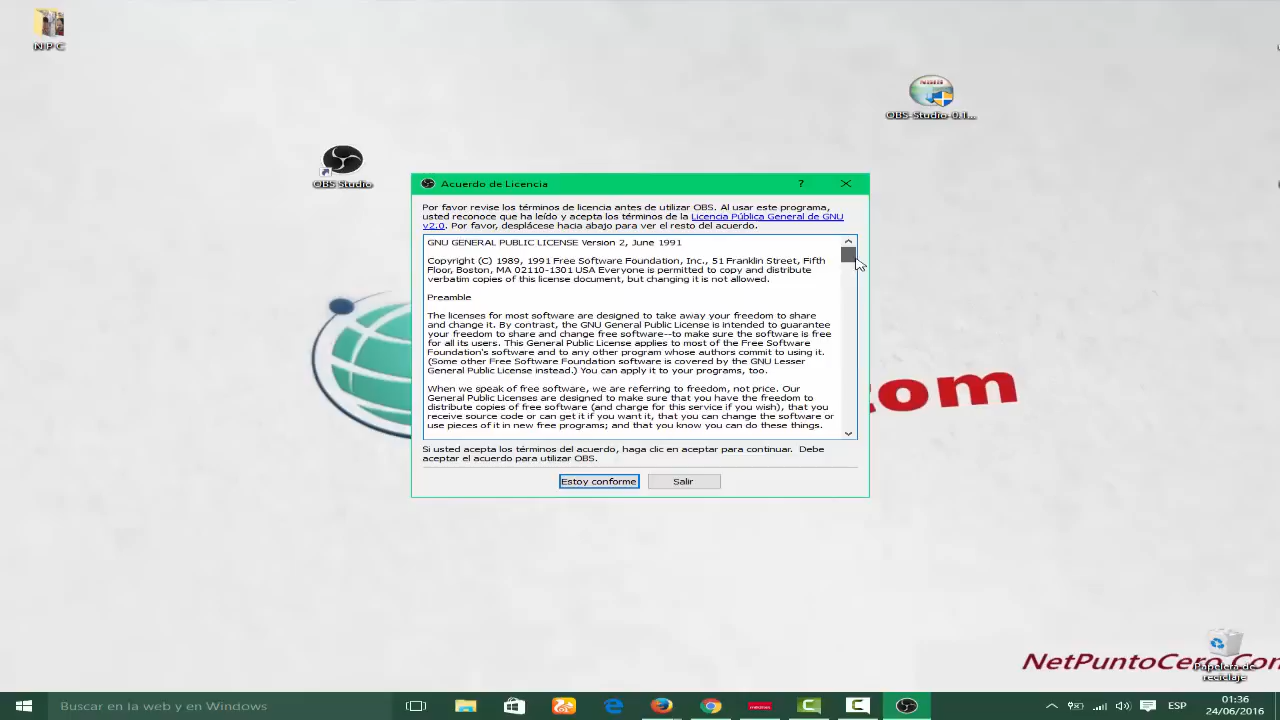 N P C
OBS-Studio-0.1...
OBS Studio
Acuerdo de Licencia
?
Por favor revise los términos de licencia antes de utilizar OBS. Al usar este programa,
usted reconoce que ha leído y acepta los términos de la Licencia Pública General de GNU
v2.0. Por favor, desplácese hacia abajo para ver el resto del acuerdo.
GNU GENERAL PUBLIC LICENSE Version 2, June 1991
Copyright (C) 1989, 1991 Free Software Foundation, Inc., 51 Franklin Street, Fifth
Floor, Boston, MA 02110-1301 USA Everyone is permitted to copy and distribute
verbatim copies of this license document, but changing it is not allowed.
Preamble
The licenses for most software are designed to take away your freedom to share
and change it. By contrast, the GNU General Public License is intended to guarantee
your freedom to share and change free software--to make sure the software is free
for all its users. This General Public License applies to most of the Free Software
Foundation's software and to any other program whose authors commit to using it.
(Some other Free Software Foundation software is covered by the GNU Lesser
General Public License instead.) You can apply it to your programs, too.
When we speak of free software, we are referring to freedom, not price. Our
General Public Licenses are designed to make sure that you have the freedom to
distribute copies of free software (and charge for this service if you wish), that you
receive source code or can get it if you want it, that you can change the software or
use pieces of it in new free programs; and that you know you can do these things.
Si usted acepta los términos del acuerdo, haga clic en aceptar para continuar. Debe
aceptar el acuerdo para utilizar OBS.
Estoy conforme
Salir
.com
NetPuntoCero.Con
Papelera de
reciclaje
Buscar en la web y en Windows
ESP
01:36
24/06/2016